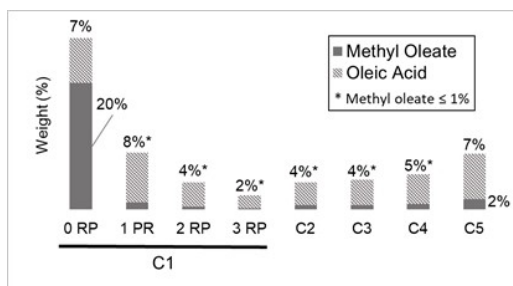 7%
Methyl Oleate
Oleic Acid
* Methyl oleate ≤ 1%
Weight (%)
20%
8%*
4%*
2%*
4%*
4%*
5%*
7%
2%
0 RP 1 PR 2 RP 3 RP C2 C3 C4 C5
C1